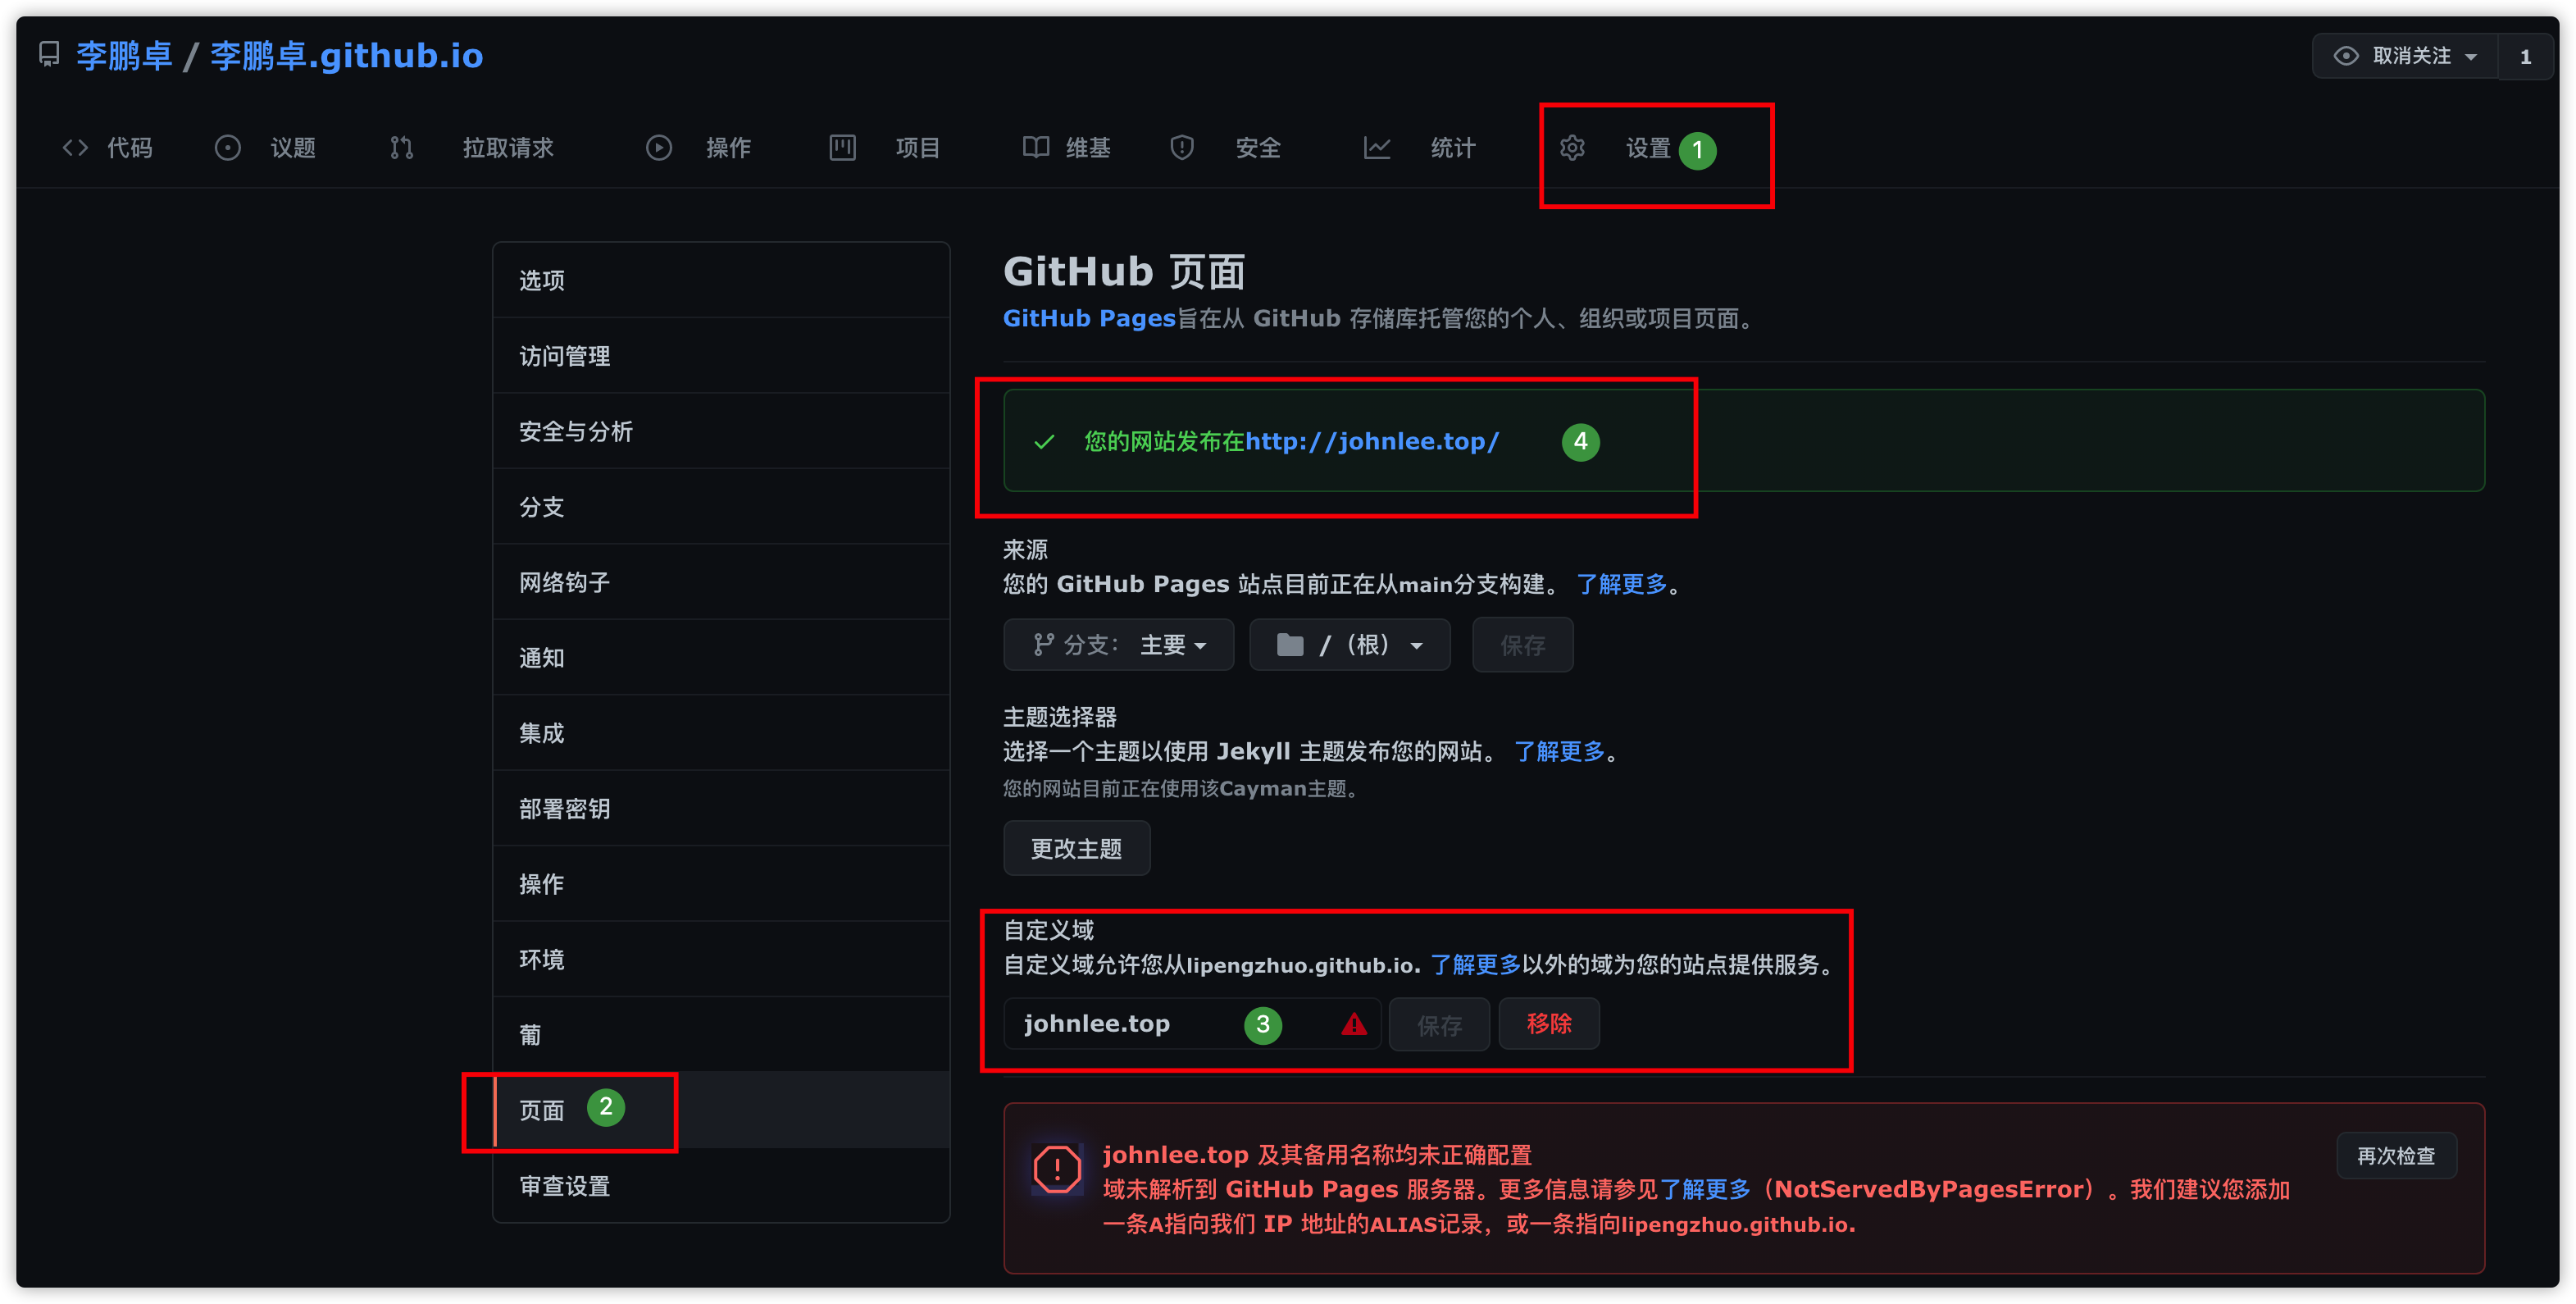 李鹏卓 / 李鹏卓.github.io
取消关注 1
代码 议题 拉取请求 操作 项目 维基 安全 统计 设置 1
选项
访问管理
安全与分析
分支
网络钩子
通知
集成
部署密钥
操作
环境
葡
页面 2
审查设置
GitHub 页面
GitHub Pages旨在从 GitHub 存储库托管您的个人、组织或项目页面。
您的网站发布在http://johnlee.top/ 4
来源
您的 GitHub Pages 站点目前正在从main分支构建。 了解更多。
分支： 主要 / （根） 保存
主题选择器
选择一个主题以使用 Jekyll 主题发布您的网站。 了解更多。
您的网站目前正在使用该Cayman主题。
更改主题
自定义域
自定义域允许您从lipengzhuo.github.io. 了解更多以外的域为您的站点提供服务。
johnlee.top 3 保存 移除
johnlee.top 及其备用名称均未正确配置
再次检查
域未解析到 GitHub Pages 服务器。更多信息请参见了解更多（NotServedByPagesError）。我们建议您添加
一条A指向我们 IP 地址的ALIAS记录，或一条指向lipengzhuo.github.io.